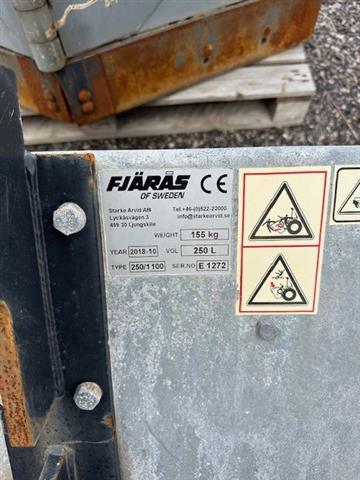 FJÄRÅS CE
OF SWEDEN
Starke Arvid AB Tel.+46-(0)522-22000
Lyckåsvägen 3 info@starkearvid.se
459 30 Ljungskile
WEIGHT 155 kg
YEAR 2018-10 VOL 250 L
TYPE 250/1100 SER.NO E 1272